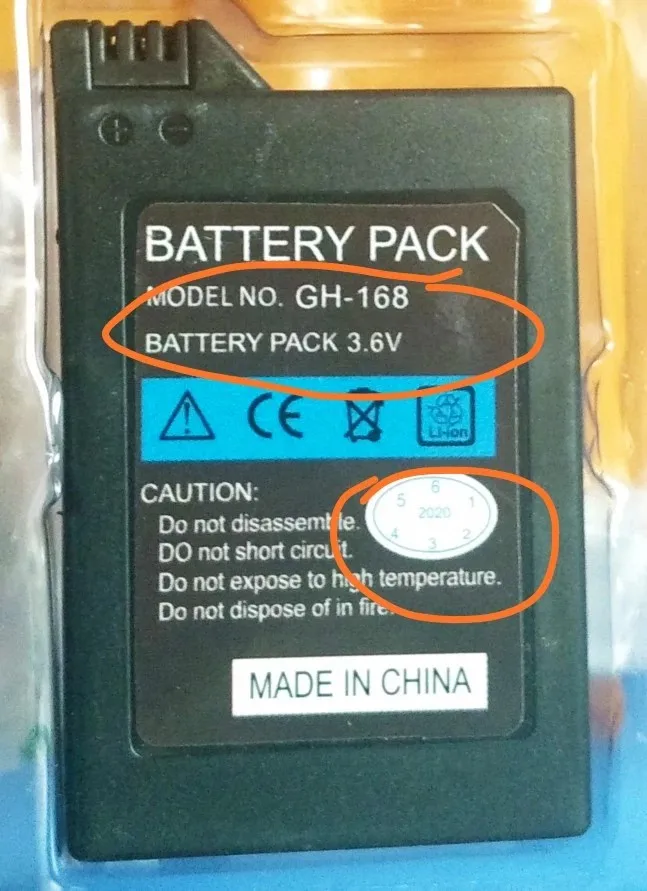 + −
BATTERY PACK
MODEL NO. GH-168
BATTERY PACK 3.6V
CE
Li-ion
CAUTION:
Do not disassemble.
DO not short circuit.
Do not expose to high temperature.
Do not dispose of in fire.
6
5 1
2020
4 2
3
MADE IN CHINA